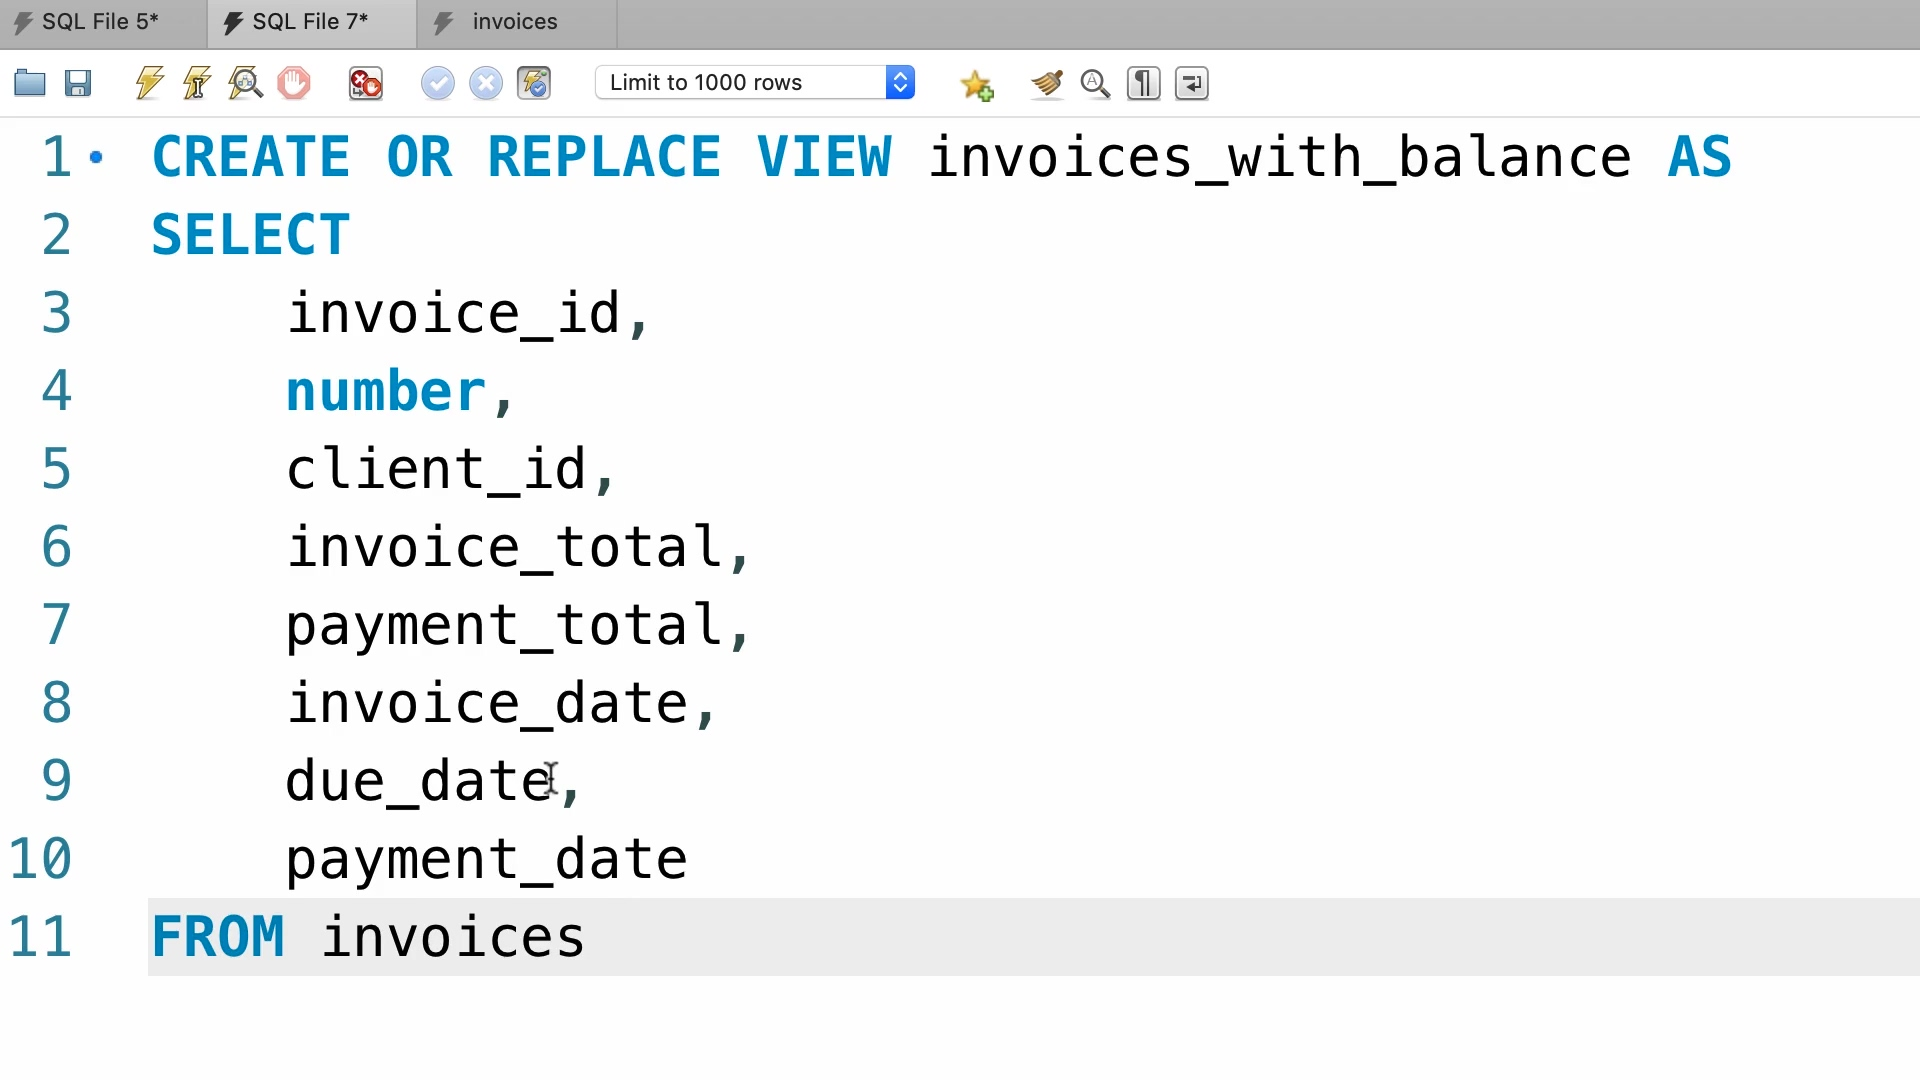 SQL File 5* SQL File 7* invoices
Limit to 1000 rows
1 CREATE OR REPLACE VIEW invoices_with_balance AS
2 SELECT
3 invoice_id,
4 number,
5 client_id,
6 invoice_total,
7 payment_total,
8 invoice_date,
9 due_date,
10 payment_date
11 FROM invoices